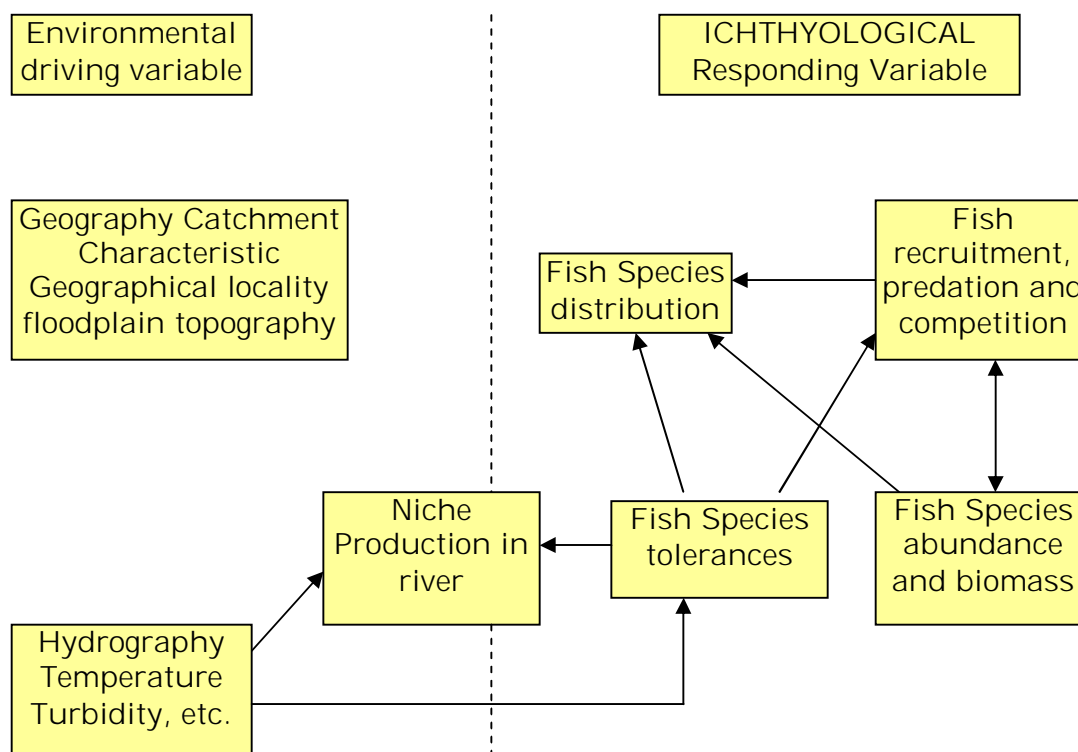 Environmental
driving variable
ICHTHYOLOGICAL
Responding Variable
Geography Catchment
Characteristic
Geographical locality
floodplain topography
Fish Species
distribution
Fish
recruitment,
predation and
competition
Niche
Production in
river
Fish Species
tolerances
Fish Species
abundance
and biomass
Hydrography
Temperature
Turbidity, etc.